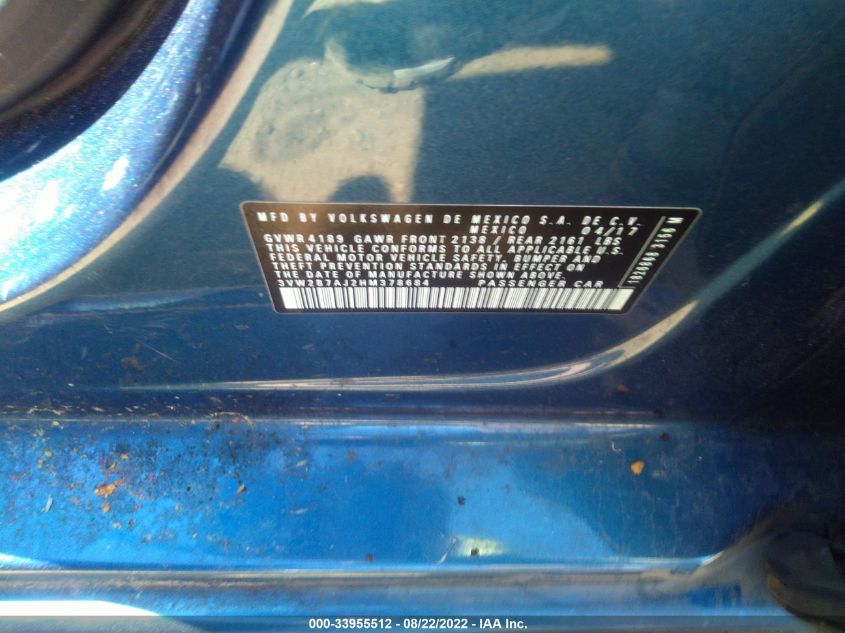 MFD BY VOLKSWAGEN DE MEXICO S.A. DE C.V.
MEXICO 04/17
GVWR 4189 GAWR FRONT 2138 / REAR 2161 LBS
THIS VEHICLE CONFORMS TO ALL APPLICABLE U.S.
FEDERAL MOTOR VEHICLE SAFETY, BUMPER AND
THEFT PREVENTION STANDARDS IN EFFECT ON
THE DATE OF MANUFACTURE SHOWN ABOVE.
3VW2B7AJ2HM378684 PASSENGER CAR
000-33955512 - 08/22/2022 - IAA Inc.